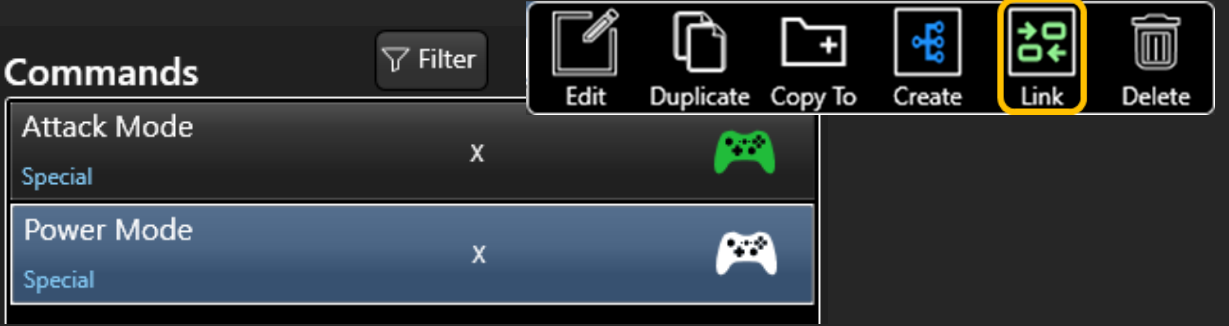 Commands
Filter
Edit
Duplicate
Copy To
Create
Link
Delete
Attack Mode
X
Special
Power Mode
X
Special